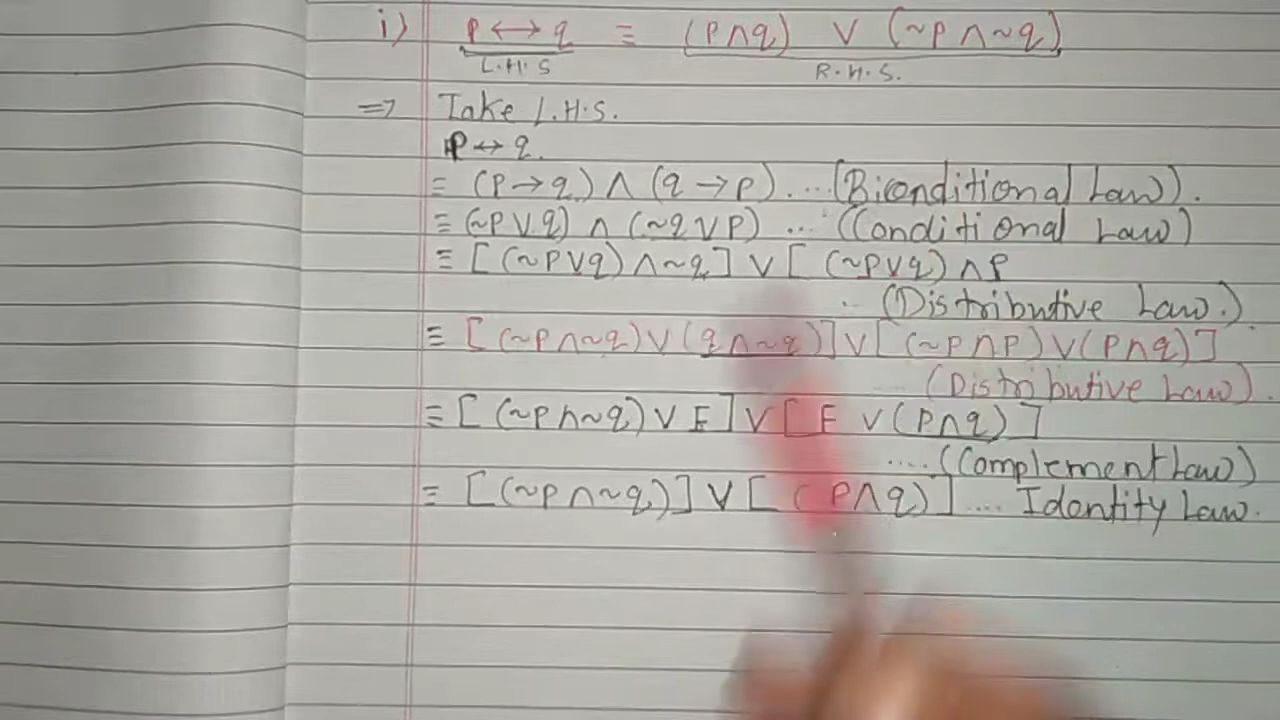 i) p ↔ q ≡ (p∧q) ∨ (~p ∧ ~q)
L.H.S R.H.S.
⇒ Take L.H.S.
p ↔ q.
≡ (p → q) ∧ (q → p). ...(Biconditional Law).
≡ (~p ∨ q) ∧ (~q ∨ p) ... (Conditional Law)
≡ [(~p∨q) ∧ ~q] ∨ [(~p∨q) ∧ p
.. (Distributive Law.)
≡ [(~p∧~q) ∨ (q∧~q)] ∨ [(~p∧p) ∨ (p∧q)]
... (Distributive Law).
≡ [(~p∧~q) ∨ F] ∨ [F ∨ (p∧q)]
.... (Complement Law)
≡ [(~p∧~q)] ∨ [(p∧q)] .... Identity Law.